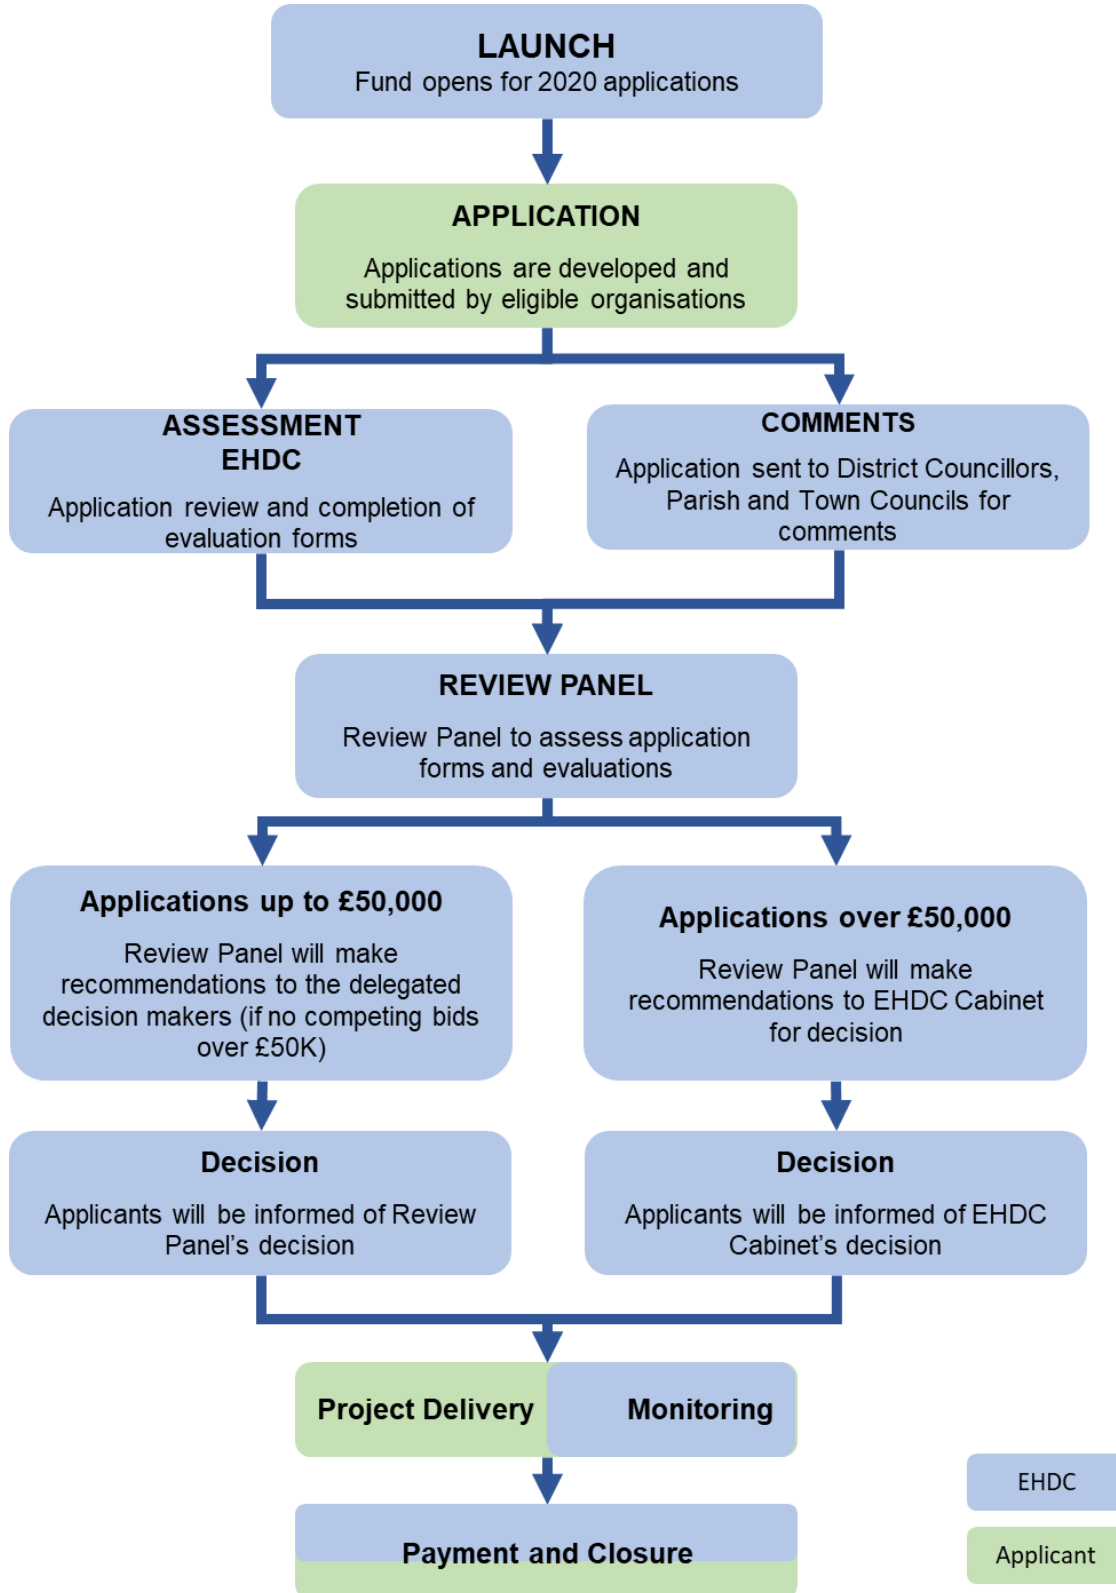 LAUNCH
Fund opens for 2020 applications
APPLICATION
Applications are developed and
submitted by eligible organisations
ASSESSMENT
EHDC
Application review and completion of
evaluation forms
COMMENTS
Application sent to District Councillors,
Parish and Town Councils for
comments
REVIEW PANEL
Review Panel to assess application
forms and evaluations
Applications up to £50,000
Review Panel will make
recommendations to the delegated
decision makers (if no competing bids
over £50K)
Applications over £50,000
Review Panel will make
recommendations to EHDC Cabinet
for decision
Decision
Applicants will be informed of Review
Panel's decision
Decision
Applicants will be informed of EHDC
Cabinet's decision
Project Delivery
Monitoring
Payment and Closure
EHDC
Applicant